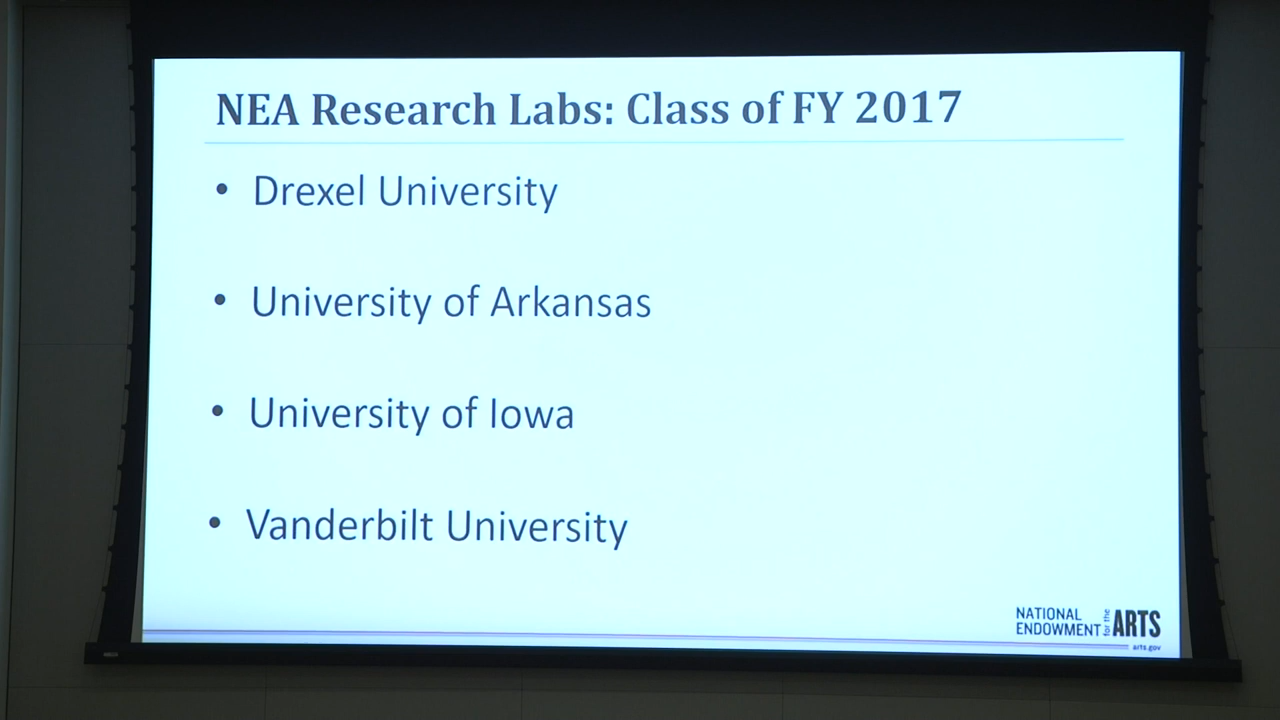 NEA Research Labs: Class of FY 2017
• Drexel University
• University of Arkansas
• University of Iowa
• Vanderbilt University
NATIONAL
ENDOWMENT for the ARTS
arts.gov